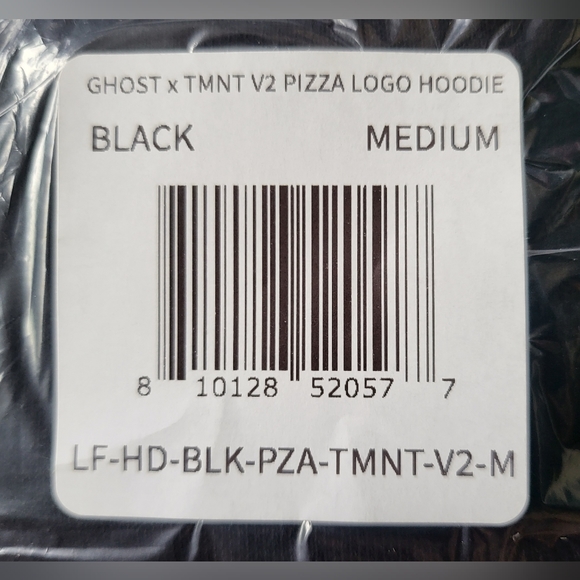 GHOST x TMNT V2 PIZZA LOGO HOODIE
BLACK MEDIUM
8 10128 52057 7
LF-HD-BLK-PZA-TMNT-V2-M